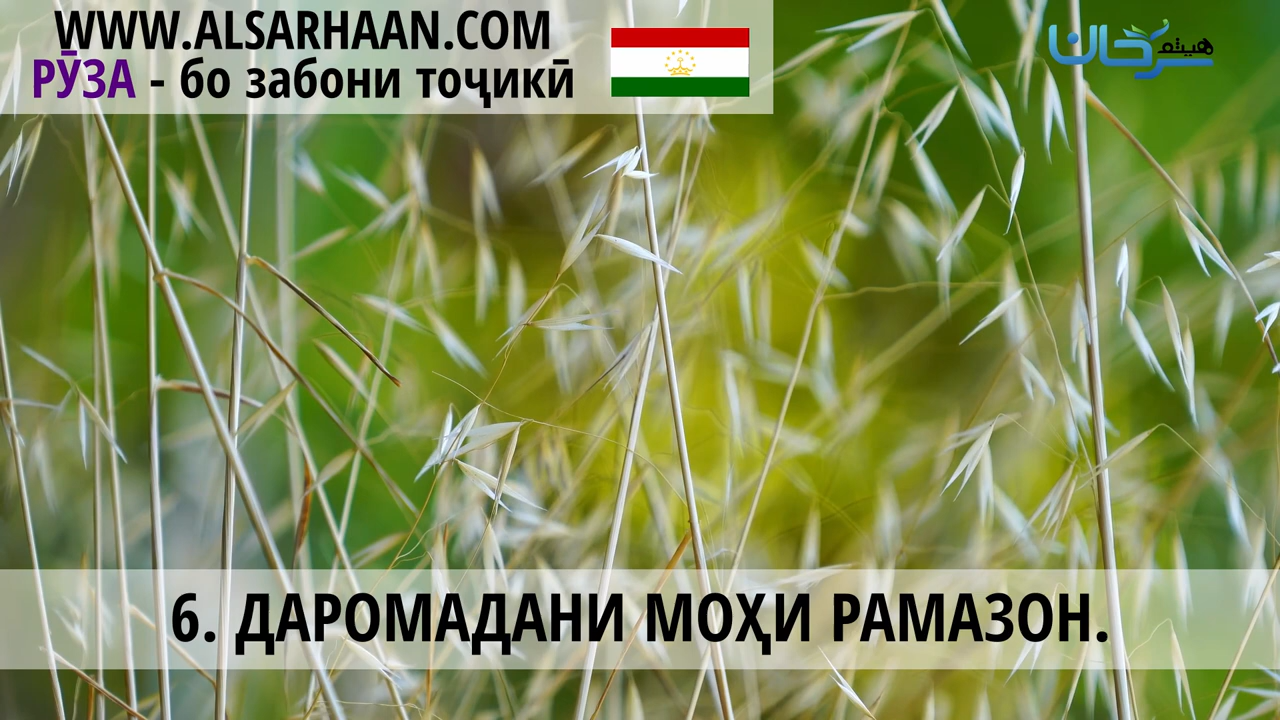 WWW.ALSARHAAN.COM
РӮЗА - бо забони тоҷикӣ
هيثم سرحان
6. ДАРОМАДАНИ МОҲИ РАМАЗОН.